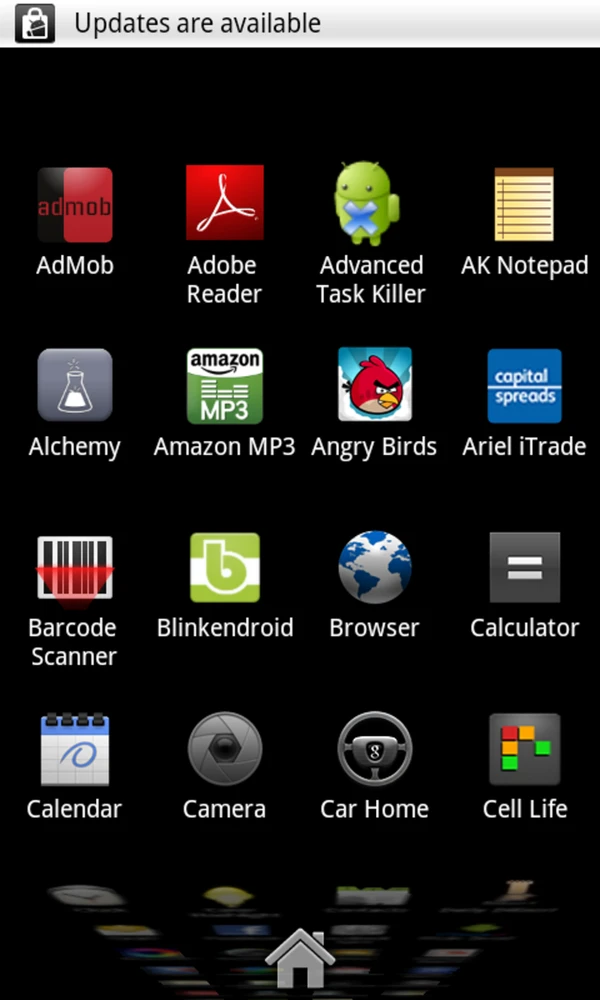 Updates are available
admob
AdMob
Adobe
Reader
Advanced
Task Killer
AK Notepad
Alchemy
amazon
MP3
Amazon MP3
Angry Birds
capital
spreads
Ariel iTrade
Barcode
Scanner
b
Blinkendroid
Browser
=
Calculator
Calendar
Camera
g
Car Home
Cell Life